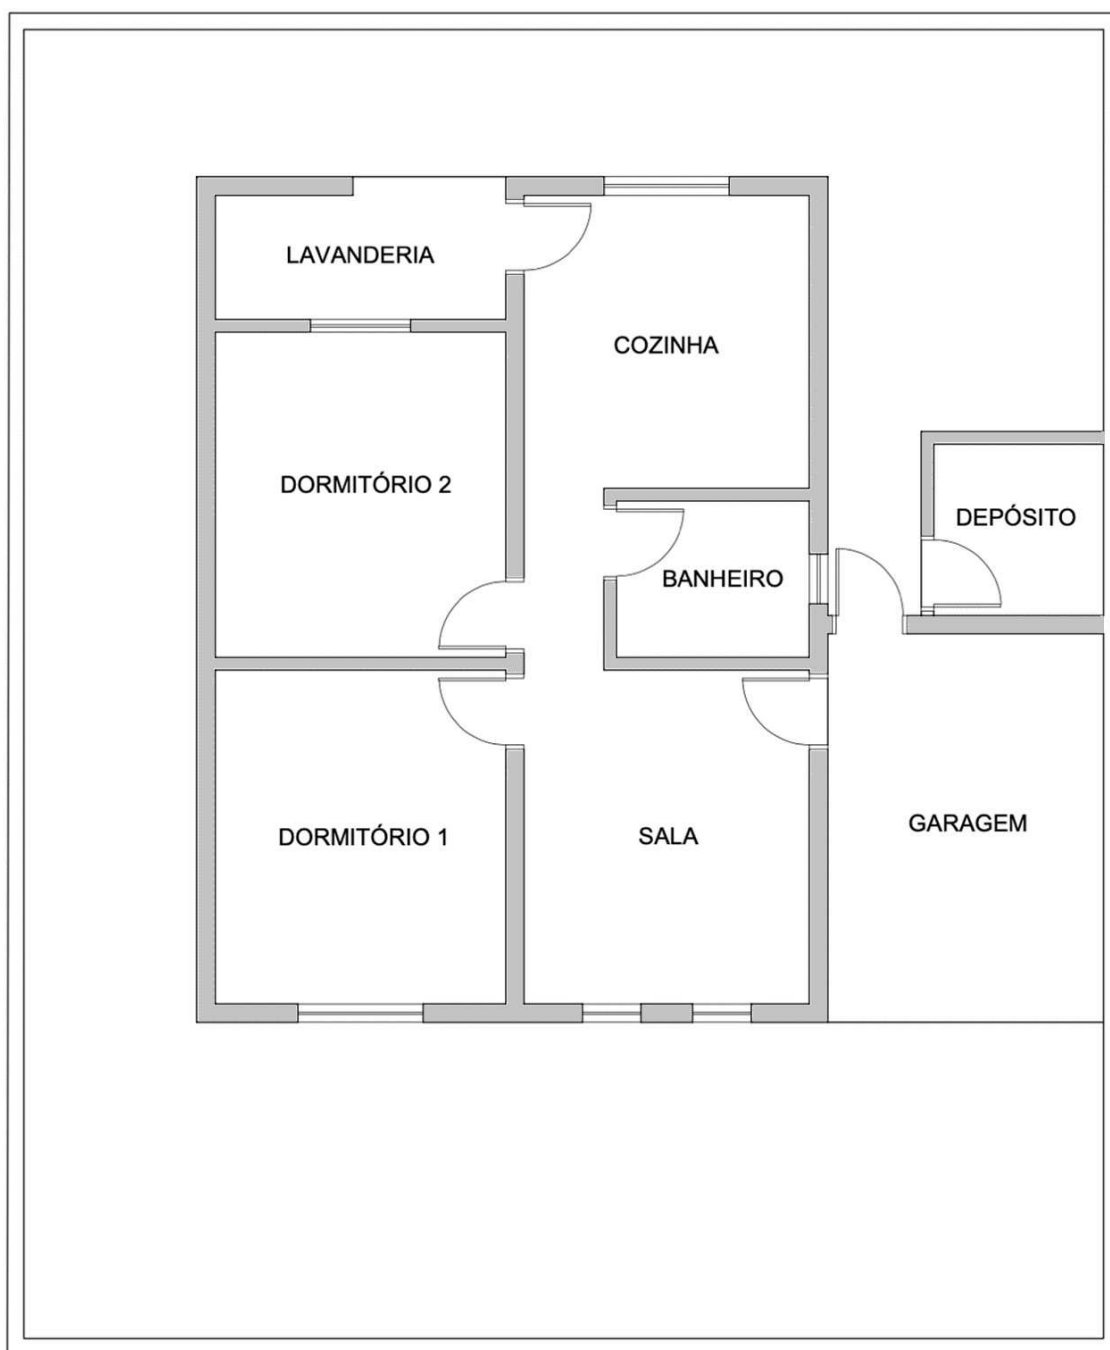 LAVANDERIA
COZINHA
DORMITÓRIO 2
DEPÓSITO
BANHEIRO
GARAGEM
DORMITÓRIO 1
SALA